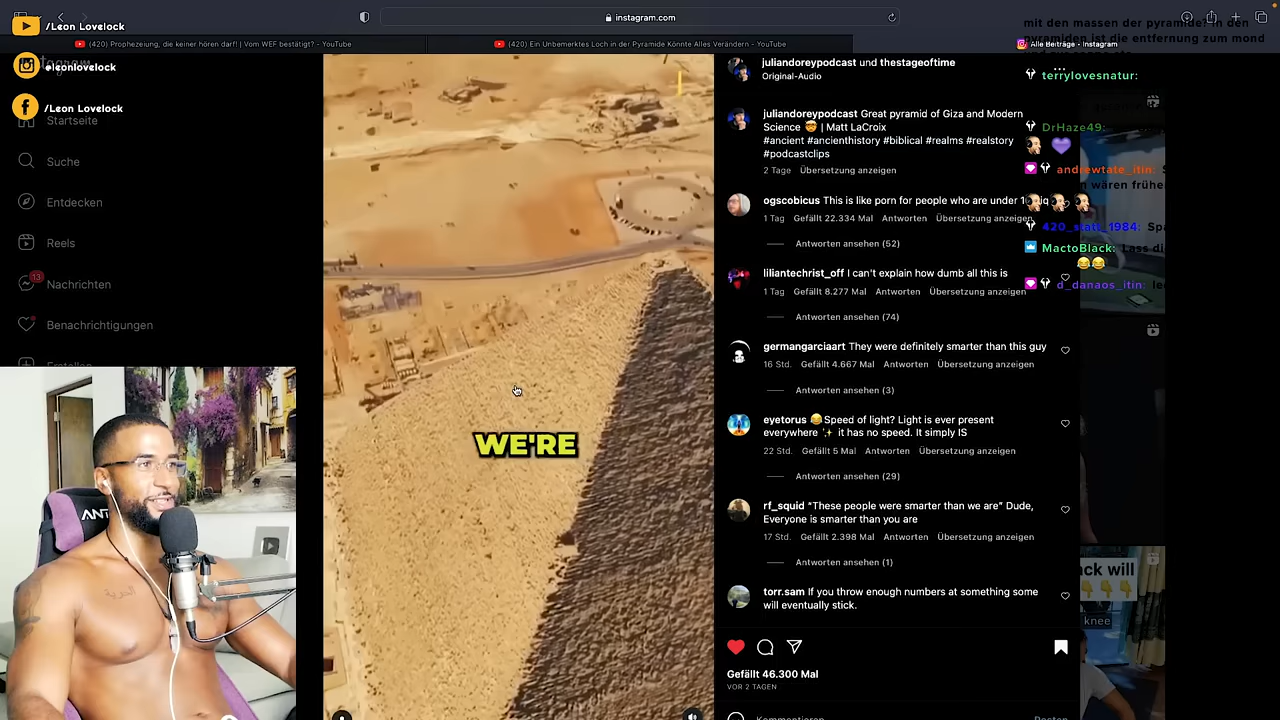 /Leon Lovelock
@leonlovelock
/Leon Lovelock
instagram.com
(420) Prophezeiung, die keiner hören darf! | Vom WEF bestätigt? - YouTube
(420) Ein Unbemerktes Loch in der Pyramide Könnte Alles Verändern - YouTube
Alle Beiträge • Instagram
Startseite
Suche
Entdecken
Reels
13
Nachrichten
Benachrichtigungen
WE'RE
juliandoreypodcast und thestageoftime
Original-Audio
juliandoreypodcast Great pyramid of Giza and Modern
Science 🤯 | Matt LaCroix
#ancient #ancienthistory #biblical #realms #realstory
#podcastclips
2 Tage Übersetzung anzeigen
ogscobicus This is like porn for people who are under
1 Tag Gefällt 22.334 Mal Antworten Übersetzung anzeigen
Antworten ansehen (52)
liliantechrist_off I can't explain how dumb all this is
1 Tag Gefällt 8.277 Mal Antworten Übersetzung anzeigen
Antworten ansehen (74)
germangarciaart They were definitely smarter than this guy
16 Std. Gefällt 4.667 Mal Antworten Übersetzung anzeigen
Antworten ansehen (3)
eyetorus 😂Speed of light? Light is ever present
everywhere ✨ it has no speed. It simply IS
22 Std. Gefällt 5 Mal Antworten Übersetzung anzeigen
Antworten ansehen (29)
rf_squid “These people were smarter than we are” Dude,
Everyone is smarter than you are
17 Std. Gefällt 2.398 Mal Antworten Übersetzung anzeigen
Antworten ansehen (1)
torr.sam If you throw enough numbers at something some
will eventually stick.
Gefällt 46.300 Mal
VOR 2 TAGEN
mit den massen der pyramide? in den
pyramiden ist die entfernung zum mond
terrylovesnatur:
DrHaze49:
andrewtate_itin:
wären frühe
420_statt_1984: Spa
MactoBlack: Lass di
😂😂
d_danaos_itin:
ck will
knee
ANT